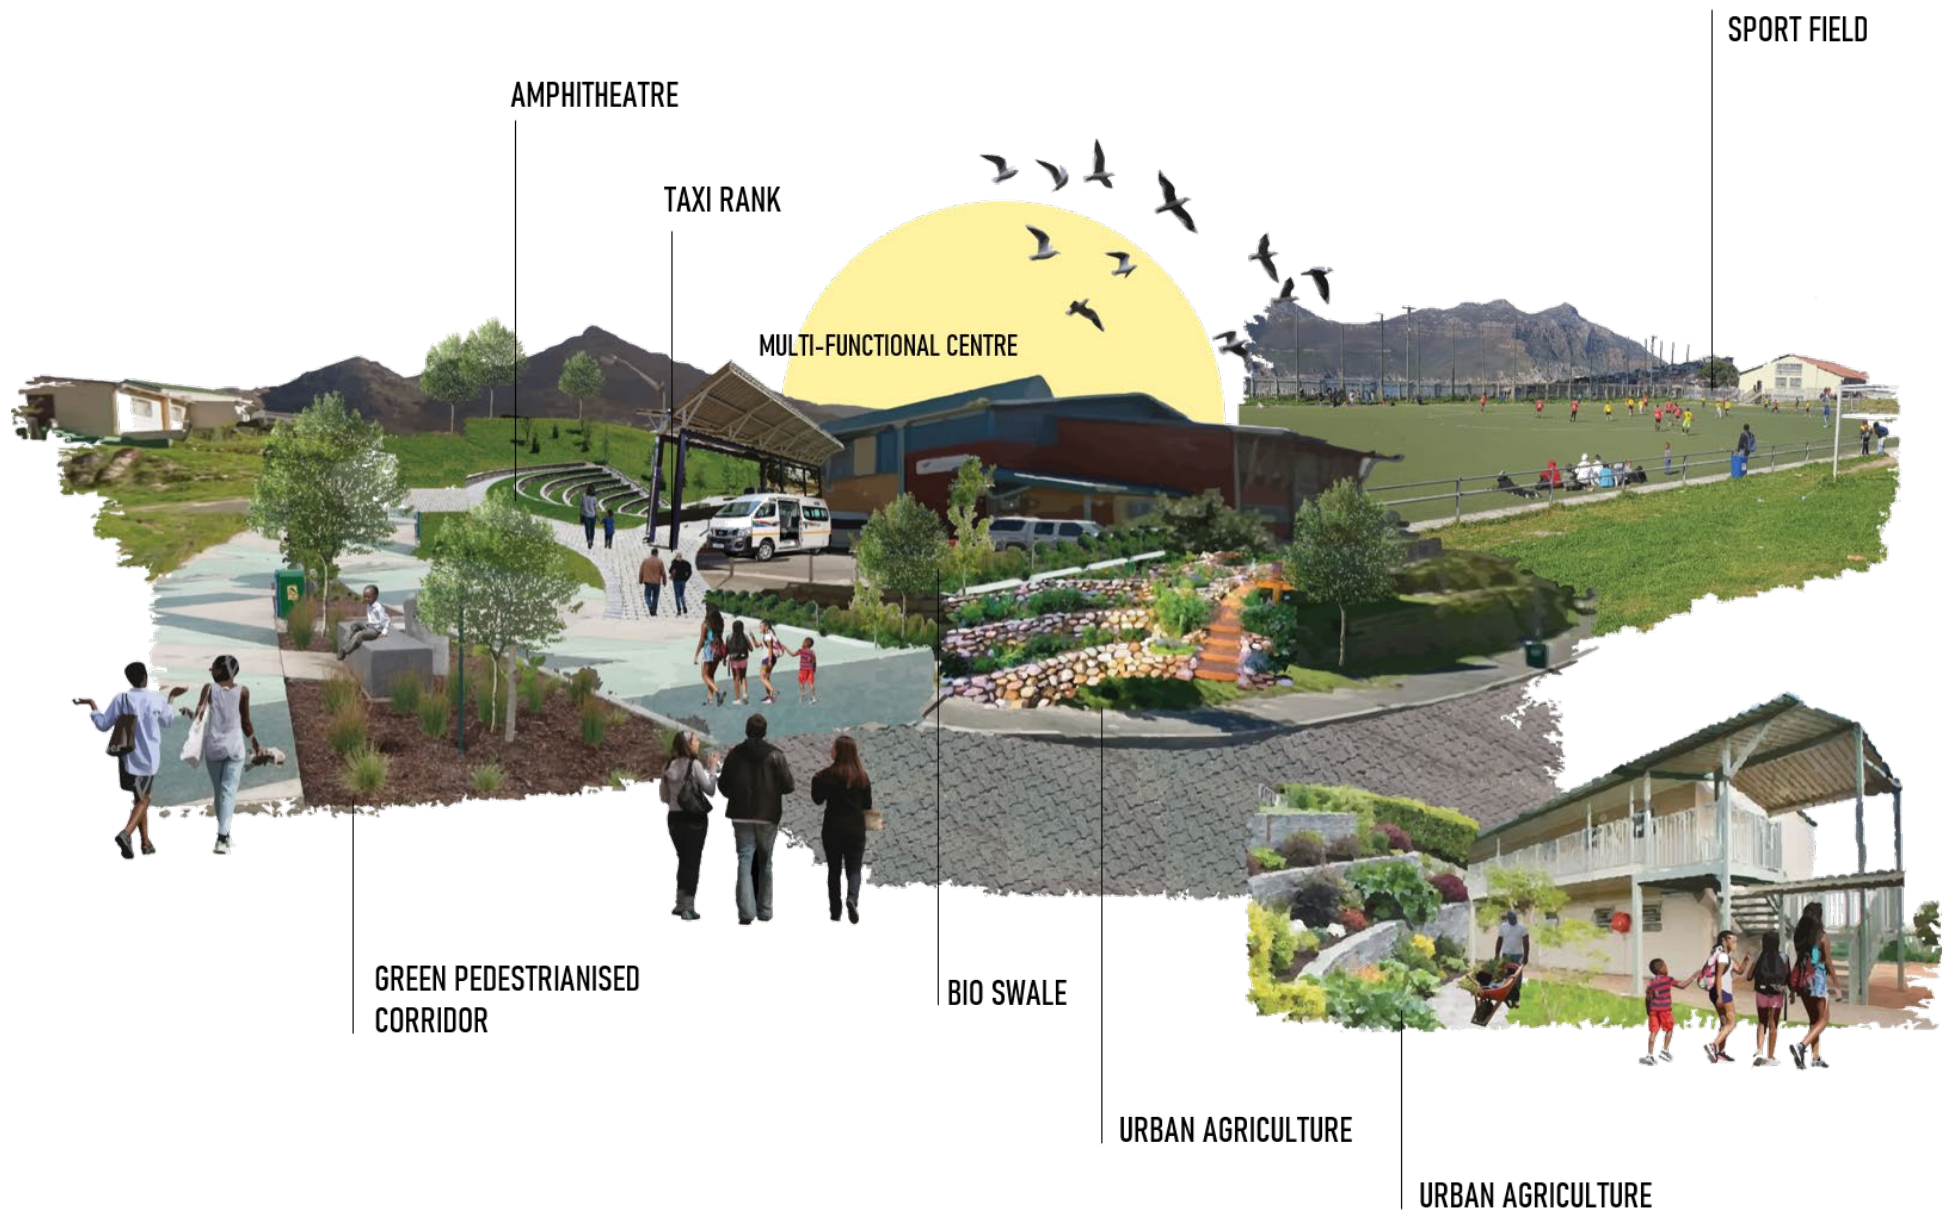 SPORT FIELD
AMPHITHEATRE
TAXI RANK
MULTI-FUNCTIONAL CENTRE
GREEN PEDESTRIANISED
CORRIDOR
BIO SWALE
URBAN AGRICULTURE
URBAN AGRICULTURE